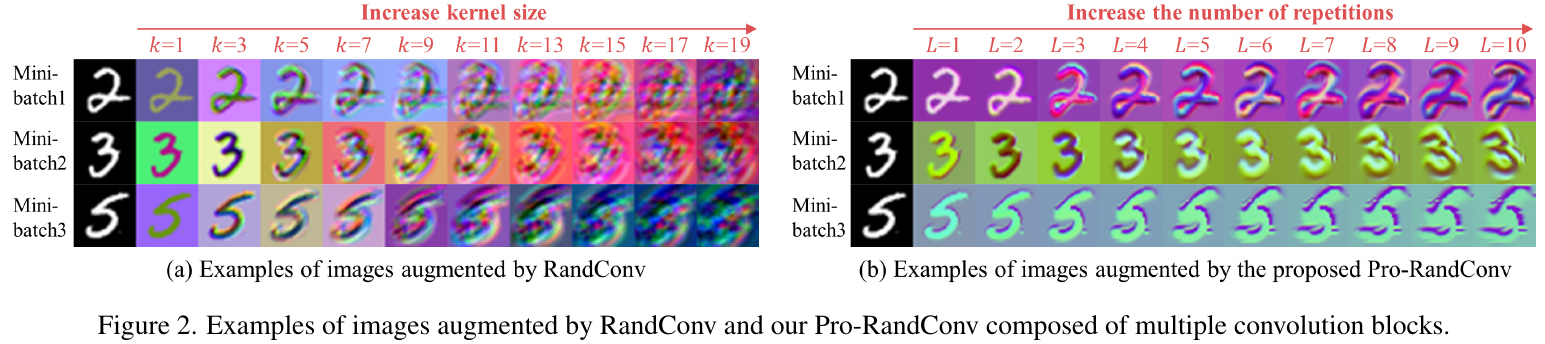 Increase kernel size
k=1 k=3 k=5 k=7 k=9 k=11 k=13 k=15 k=17 k=19
Mini-
batch1
Mini-
batch2
Mini-
batch3
(a) Examples of images augmented by RandConv
Increase the number of repetitions
L=1 L=2 L=3 L=4 L=5 L=6 L=7 L=8 L=9 L=10
Mini-
batch1
Mini-
batch2
Mini-
batch3
(b) Examples of images augmented by the proposed Pro-RandConv
Figure 2. Examples of images augmented by RandConv and our Pro-RandConv composed of multiple convolution blocks.